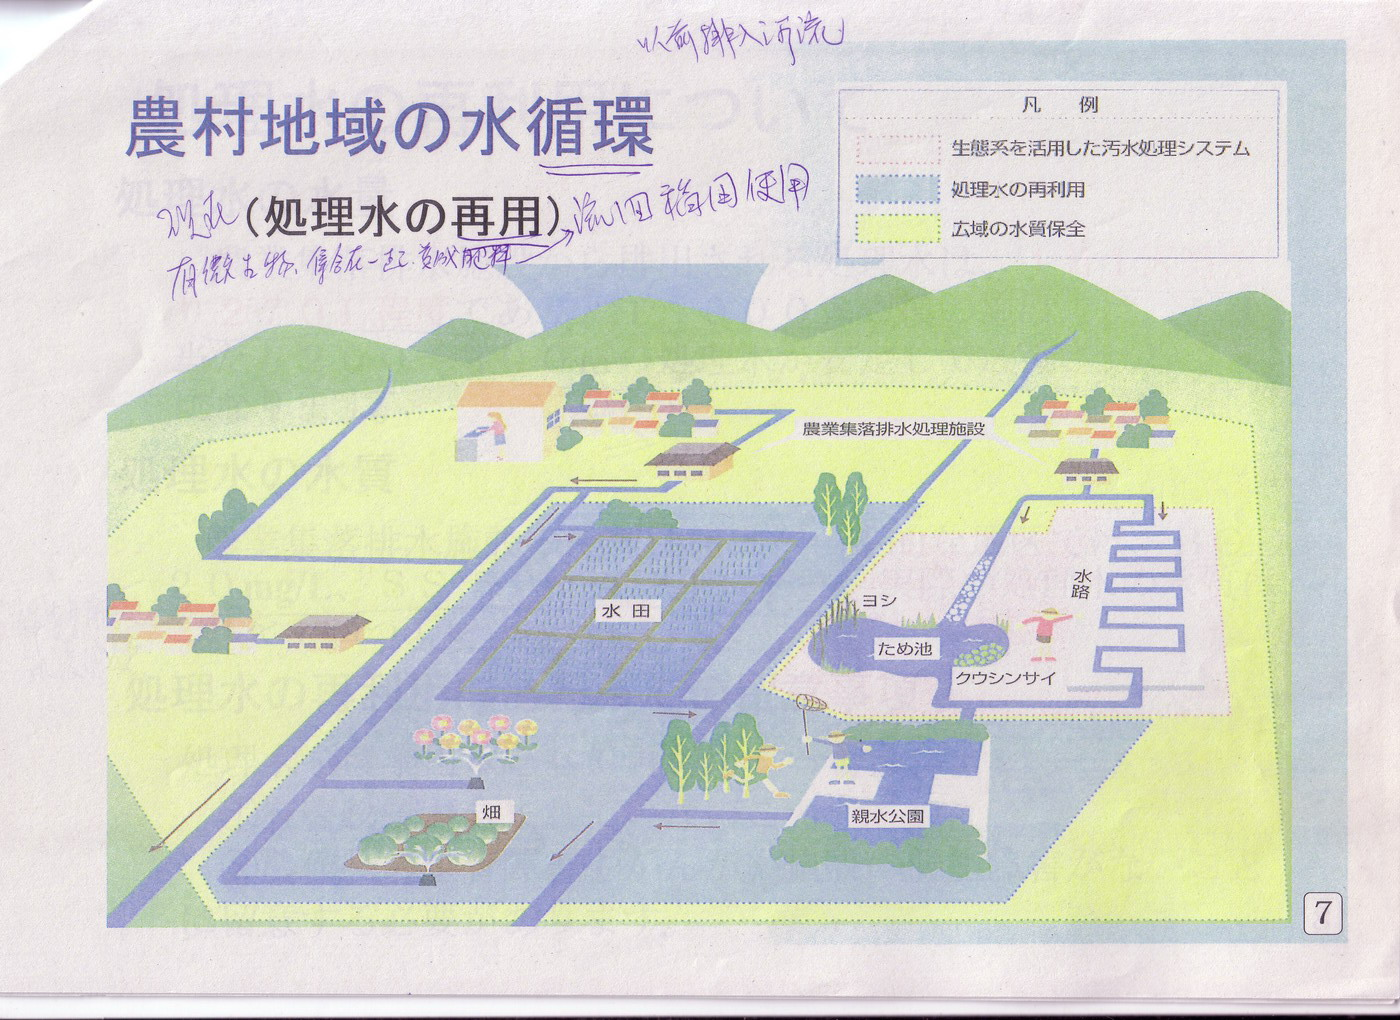 以前排入河流
農村地域の水循環
現在
(処理水の再用)
流回稻田使用
有微生物、停合在一起变成肥料
凡　例
生態系を活用した汚水処理システム
処理水の再利用
広域の水質保全
農業集落排水処理施設
水路
水田
ヨシ
ため池
クウシンサイ
畑
親水公園
7